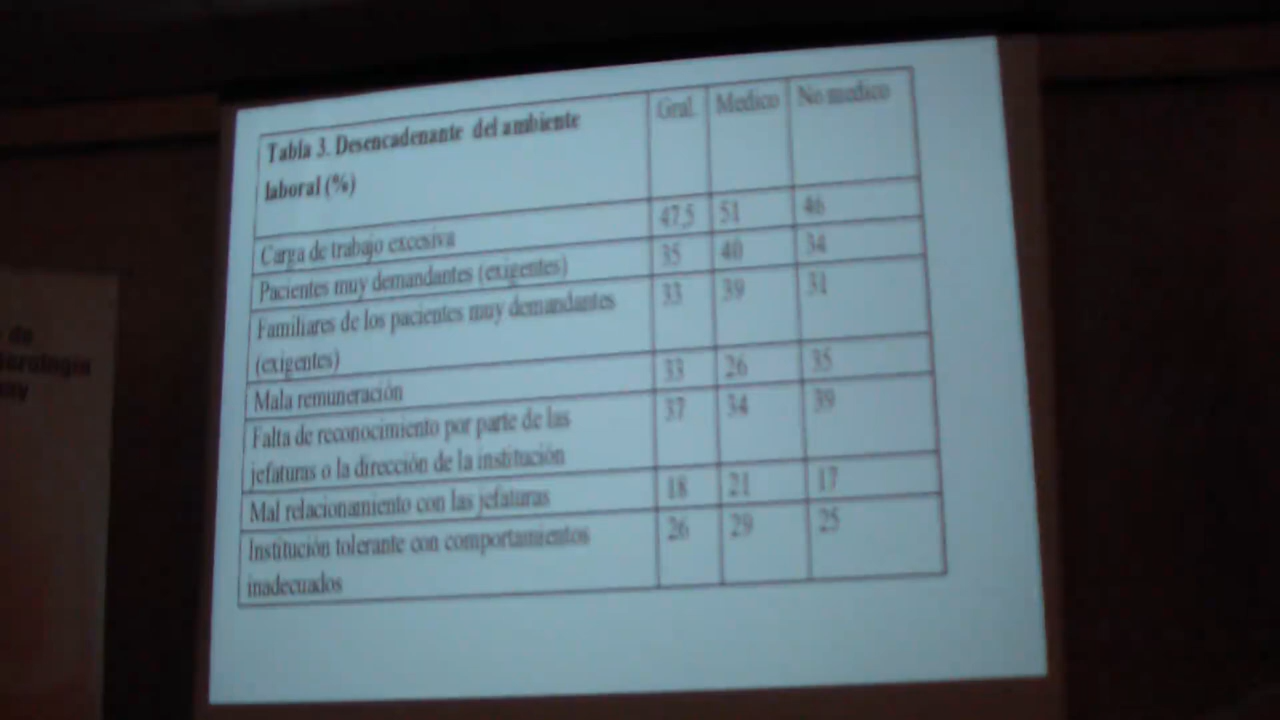 Tabla 3. Desencadenante del ambiente laboral (%) Gral. Medico No medico
Carga de trabajo excesiva 47,5 51 46
Pacientes muy demandantes (exigentes) 35 40 34
Familiares de los pacientes muy demandantes (exigentes) 33 39 31
Mala remuneración 33 26 35
Falta de reconocimiento por parte de las jefaturas o la dirección de la institución 37 34 39
Mal relacionamiento con las jefaturas 18 21 17
Institución tolerante con comportamientos inadecuados 26 29 25
de